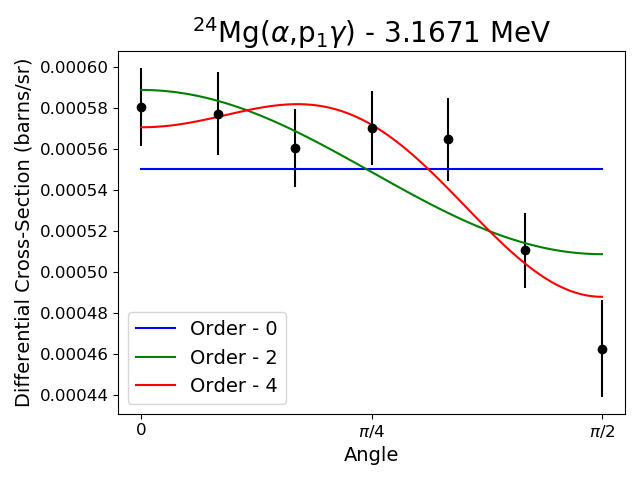 ²⁴Mg(α,p₁γ) - 3.1671 MeV
Differential Cross-Section (barns/sr)
0.00060
0.00058
0.00056
0.00054
0.00052
0.00050
0.00048
0.00046
0.00044
Order - 0
Order - 2
Order - 4
0 π/4 π/2
Angle